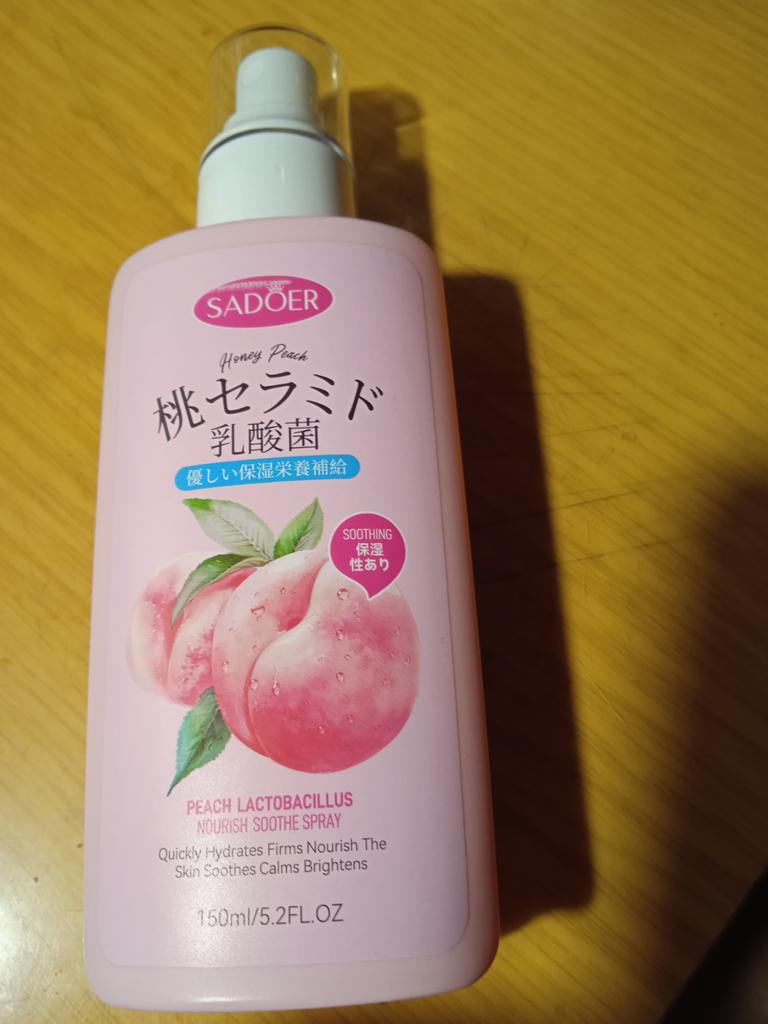 SADOER
Honey Peach
桃セラミド
乳酸菌
優しい保湿栄養補給
SOOTHING
保湿
性あり
PEACH LACTOBACILLUS
NOURISH SOOTHE SPRAY
Quickly Hydrates Firms Nourish The
Skin Soothes Calms Brightens
150ml/5.2FL.OZ